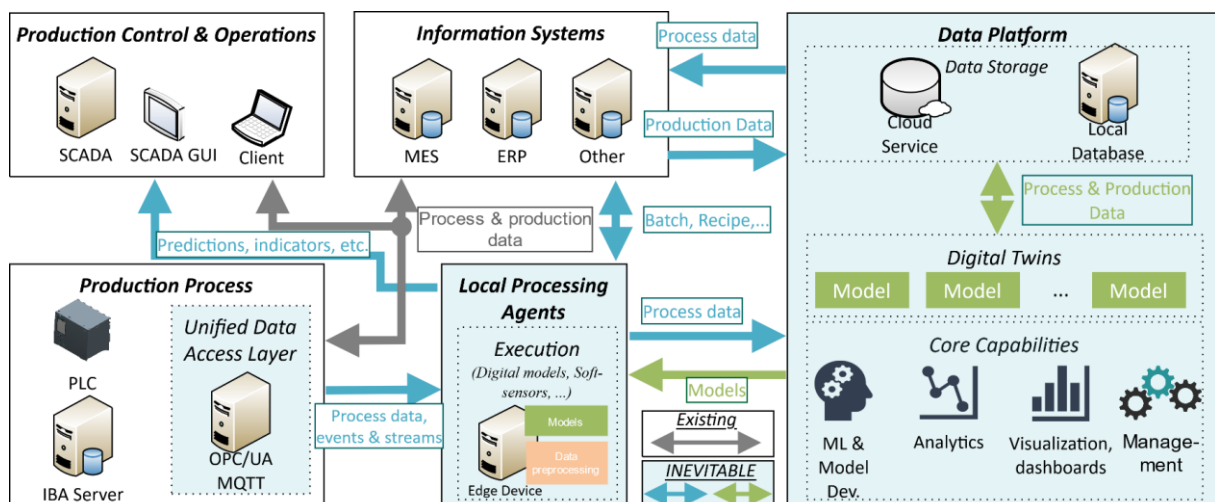 Production Control & Operations
SCADA
SCADA GUI
Client
Information Systems
MES
ERP
Other
Process data
Production Data
Data Platform
Data Storage
Cloud
Service
Local
Database
Process & production
data
Batch, Recipe,...
Process & Production
Data
Predictions, indicators, etc.
Production Process
PLC
IBA Server
Unified Data
Access Layer
OPC/UA
MQTT
Process data,
events & streams
Local Processing
Agents
Execution
(Digital models, Soft-
sensors, ...)
Models
Data
preprocessing
Edge Device
Process data
Models
Existing
INEVITABLE
Digital Twins
Model
Model
...
Model
Core Capabilities
ML &
Model
Dev.
Analytics
Visualization,
dashboards
Manage-
ment